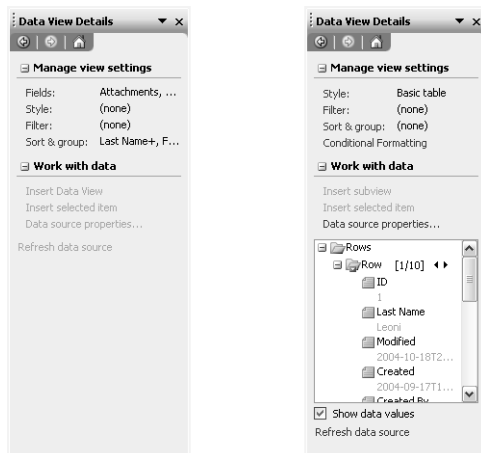 Data View Details
Manage view settings
Fields: Attachments, ...
Style: (none)
Filter: (none)
Sort & group: Last Name+, F...
Work with data
Insert Data View
Insert selected item
Data source properties...
Refresh data source
Data View Details
Manage view settings
Style: Basic table
Filter: (none)
Sort & group: (none)
Conditional Formatting
Work with data
Insert subview
Insert selected item
Data source properties...
Rows
Row [1/10]
ID
1
Last Name
Leoni
Modified
2004-10-18T2...
Created
2004-09-17T1...
Created By
Show data values
Refresh data source